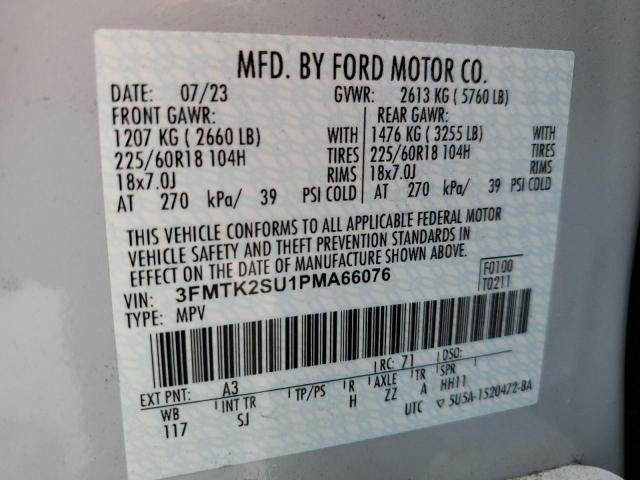 MFD. BY FORD MOTOR CO.
DATE: 07/23 GVWR: 2613 KG ( 5760 LB)
FRONT GAWR: REAR GAWR:
1207 KG ( 2660 LB) WITH 1476 KG ( 3255 LB) WITH
225/60R18 104H TIRES 225/60R18 104H TIRES
18x7.0J RIMS 18x7.0J RIMS
AT 270 kPa/ 39 PSI COLD AT 270 kPa/ 39 PSI COLD
THIS VEHICLE CONFORMS TO ALL APPLICABLE FEDERAL MOTOR
VEHICLE SAFETY AND THEFT PREVENTION STANDARDS IN
EFFECT ON THE DATE OF MANUFACTURE SHOWN ABOVE.
VIN: 3FMTK2SU1PMA66076 F0100
TYPE: MPV T0211
EXT PNT: A3 RC: 71 DSO:
WB INT TR TP/PS R AXLE TR SPR
117 SJ H ZZ A HH11
UTC ▽ 5U5A-1520472-BA